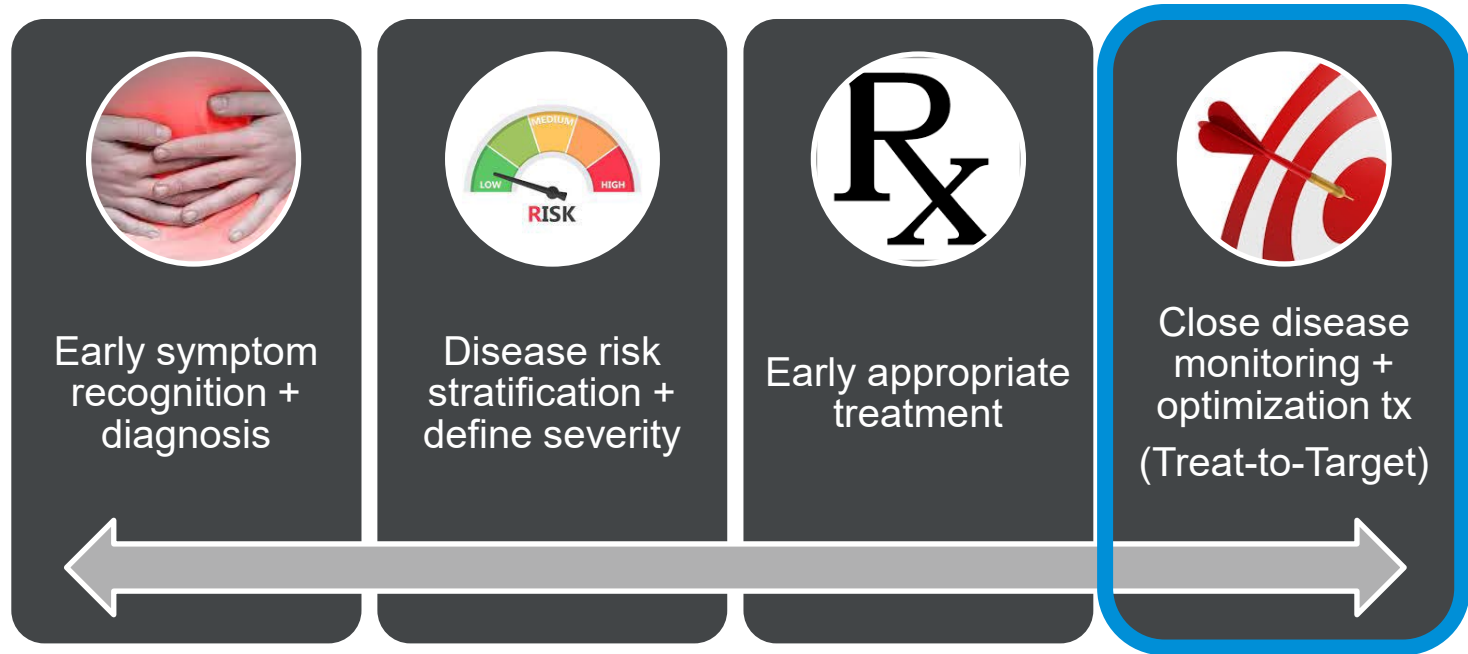 MEDIUM
LOW
HIGH
RISK
Rx
Early symptom
recognition +
diagnosis
Disease risk
stratification +
define severity
Early appropriate
treatment
Close disease
monitoring +
optimization tx
(Treat-to-Target)